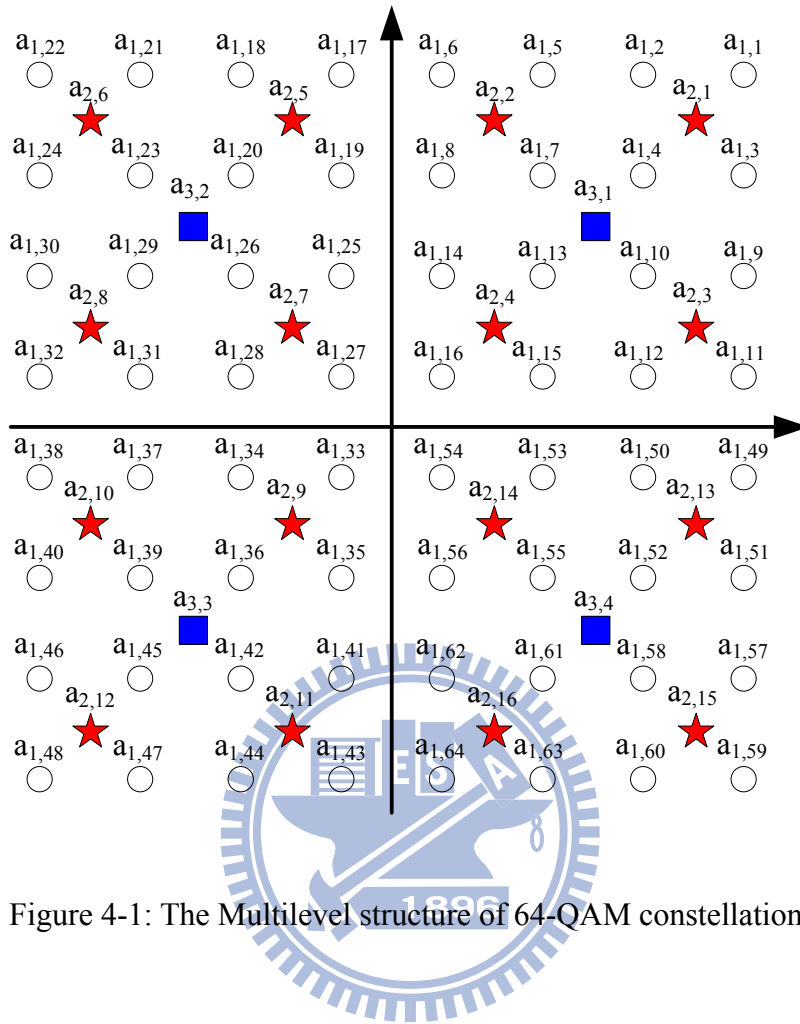 a1,22 a1,21 a1,18 a1,17 a1,6 a1,5 a1,2 a1,1
a2,6 a2,5 a2,2 a2,1
a1,24 a1,23 a1,20 a1,19 a1,8 a1,7 a1,4 a1,3
a3,2 a3,1
a1,30 a1,29 a1,26 a1,25 a1,14 a1,13 a1,10 a1,9
a2,8 a2,7 a2,4 a2,3
a1,32 a1,31 a1,28 a1,27 a1,16 a1,15 a1,12 a1,11
a1,38 a1,37 a1,34 a1,33 a1,54 a1,53 a1,50 a1,49
a2,10 a2,9 a2,14 a2,13
a1,40 a1,39 a1,36 a1,35 a1,56 a1,55 a1,52 a1,51
a3,3 a3,4
a1,46 a1,45 a1,42 a1,41 a1,62 a1,61 a1,58 a1,57
a2,12 a2,11 a2,16 a2,15
a1,48 a1,47 a1,44 a1,43 a1,64 a1,63 a1,60 a1,59
E S A
1896
Figure 4-1: The Multilevel structure of 64-QAM constellation